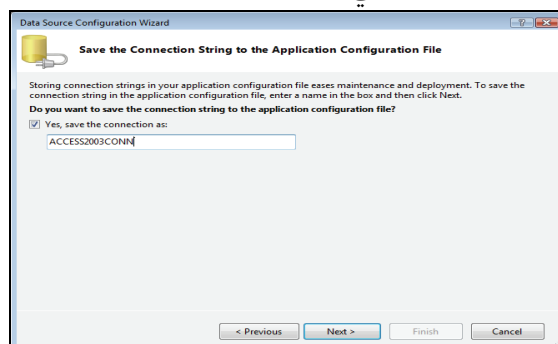 Data Source Configuration Wizard
Save the Connection String to the Application Configuration File
Storing connection strings in your application configuration file eases maintenance and deployment. To save the
connection string in the application configuration file, enter a name in the box and then click Next.
Do you want to save the connection string to the application configuration file?
Yes, save the connection as:
ACCESS2003CONN
< Previous Next > Finish Cancel